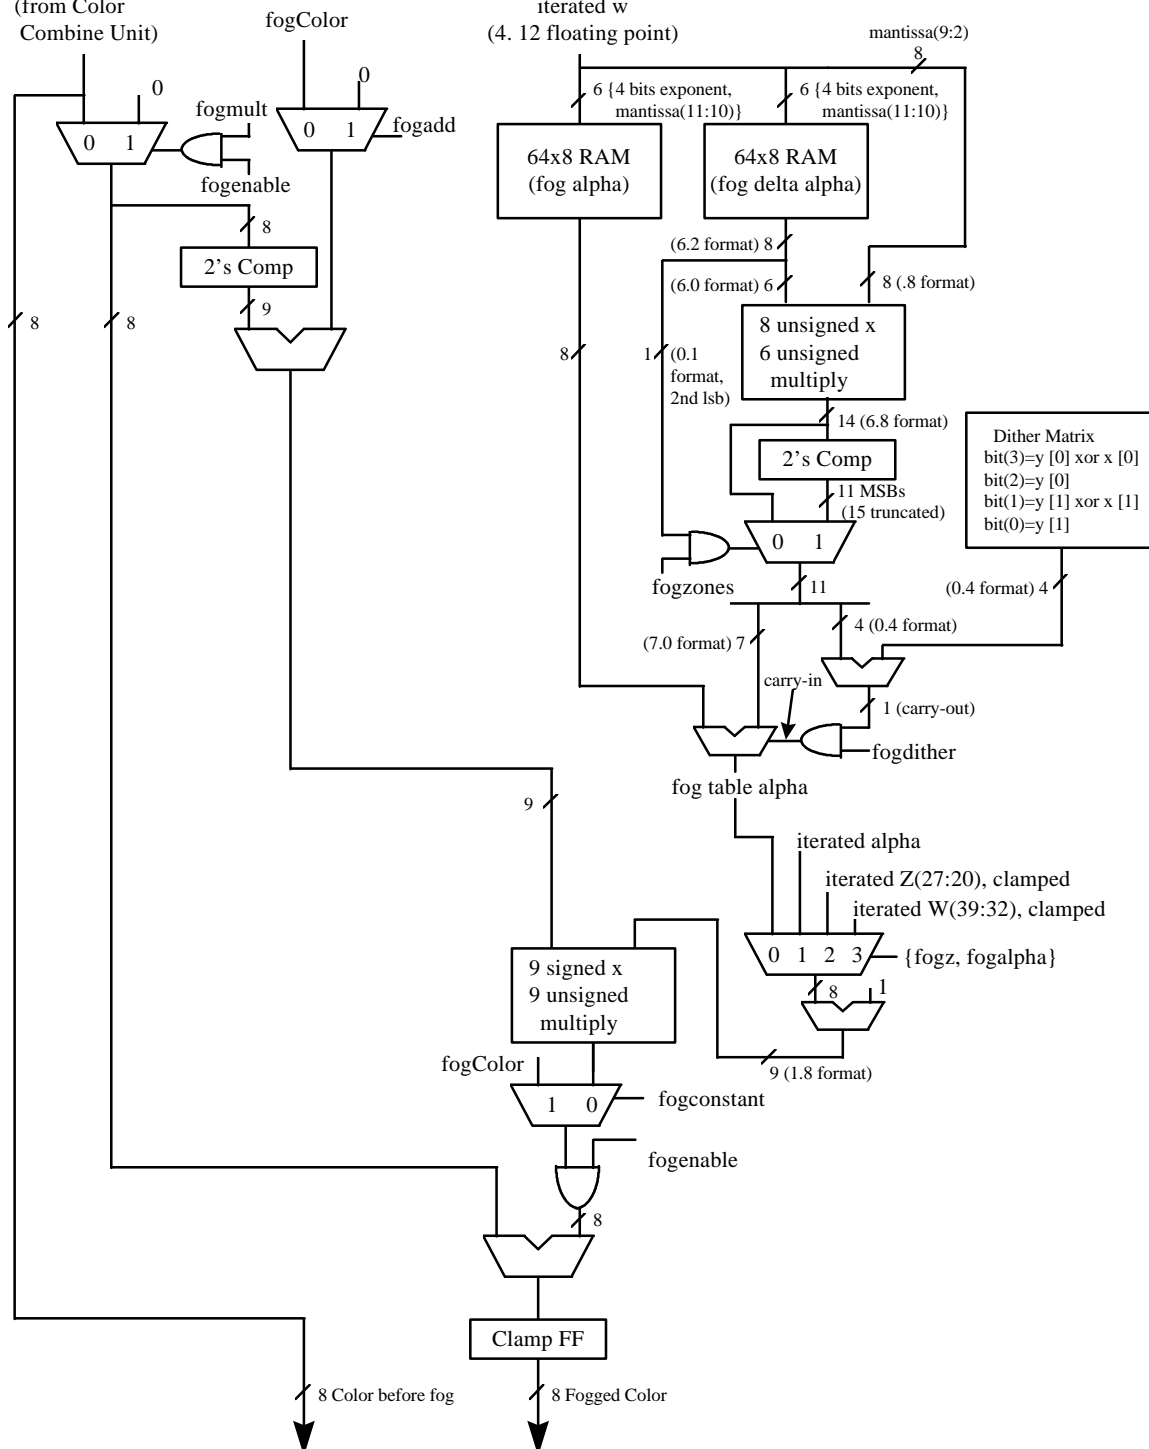 (from Color
Combine Unit)
fogColor
iterated w
(4. 12 floating point)
mantissa(9:2)
8
0
0
6 {4 bits exponent,
mantissa(11:10)}
6 {4 bits exponent,
mantissa(11:10)}
fogmult
0 1
0 1
fogadd
fogenable
64x8 RAM
(fog alpha)
64x8 RAM
(fog delta alpha)
8
2's Comp
9
(6.2 format) 8
(6.0 format) 6
8 (.8 format)
8
8
8
1
(0.1
format,
2nd lsb)
8 unsigned x
6 unsigned
multiply
14 (6.8 format)
2's Comp
11 MSBs
(15 truncated)
Dither Matrix
bit(3)=y [0] xor x [0]
bit(2)=y [0]
bit(1)=y [1] xor x [1]
bit(0)=y [1]
0 1
fogzones
11
(0.4 format) 4
(7.0 format) 7
4 (0.4 format)
carry-in
1 (carry-out)
fogdither
fog table alpha
9
iterated alpha
iterated Z(27:20), clamped
iterated W(39:32), clamped
0 1 2 3
{fogz, fogalpha}
8
1
9 signed x
9 unsigned
multiply
9 (1.8 format)
fogColor
1 0
fogconstant
fogenable
8
Clamp FF
8 Color before fog
8 Fogged Color